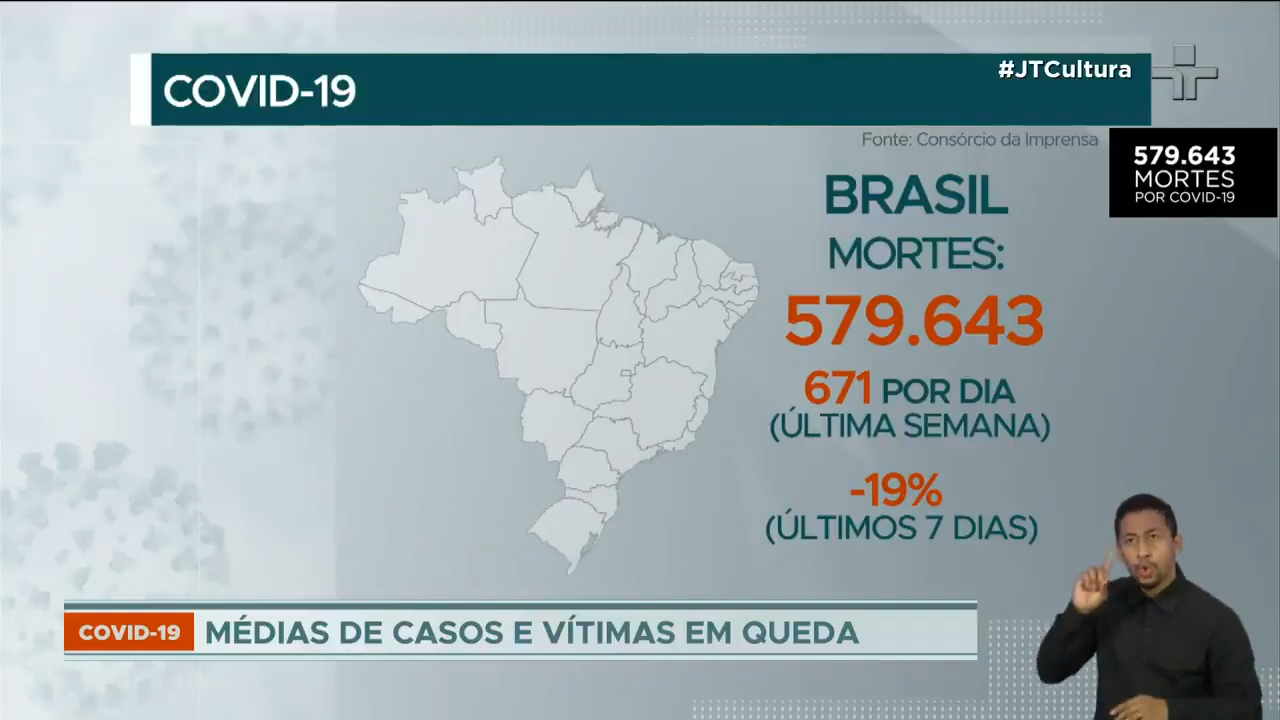 COVID-19
#JTCultura
Fonte: Consórcio da Imprensa
579.643
MORTES
POR COVID-19
BRASIL
MORTES:
579.643
671 POR DIA
(ÚLTIMA SEMANA)
-19%
(ÚLTIMOS 7 DIAS)
COVID-19 MÉDIAS DE CASOS E VÍTIMAS EM QUEDA